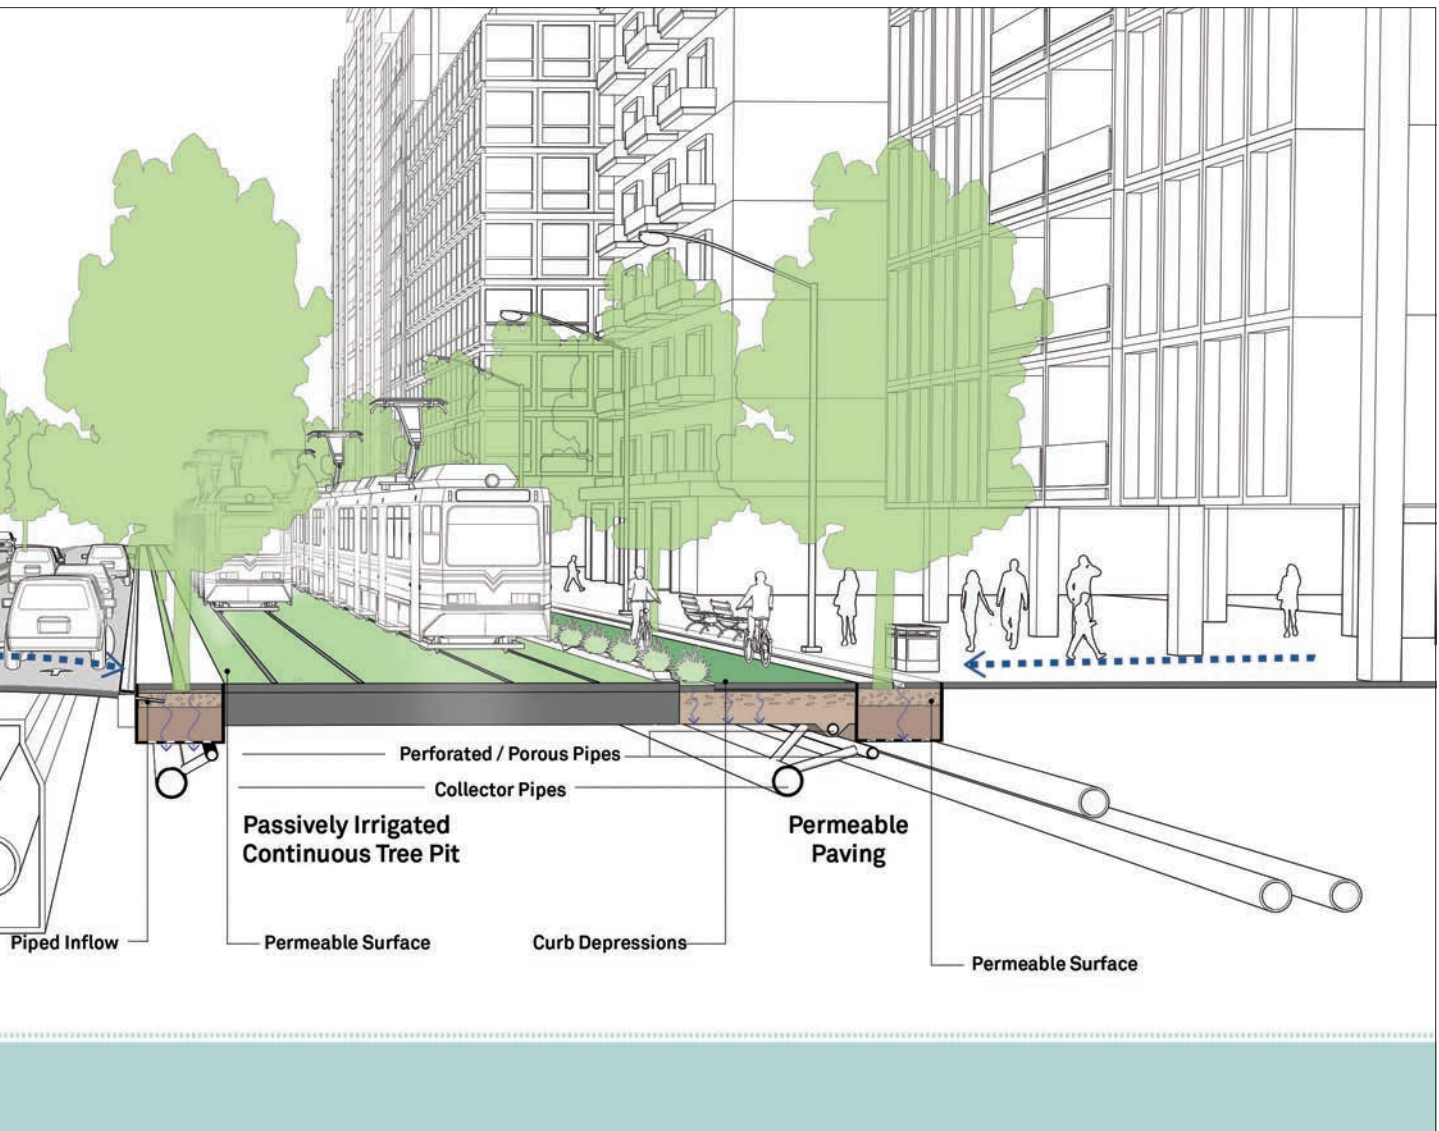 Perforated / Porous Pipes
Collector Pipes
Passively Irrigated
Continuous Tree Pit
Permeable
Paving
Piped Inflow
Permeable Surface
Curb Depressions
Permeable Surface